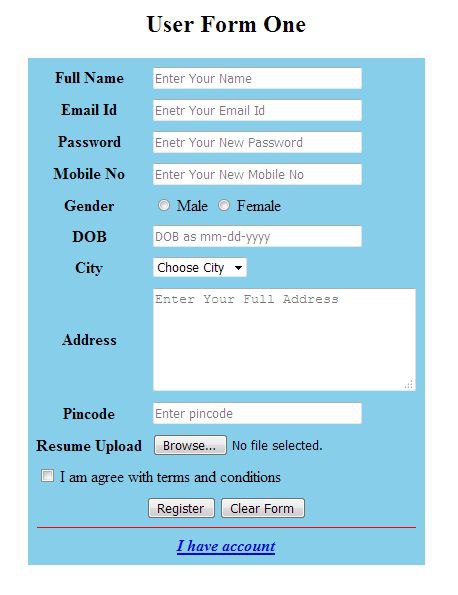 User Form One
Full Name Enter Your Name
Email Id Enetr Your Email Id
Password Enetr Your New Password
Mobile No Enter Your New Mobile No
Gender Male Female
DOB DOB as mm-dd-yyyy
City Choose City
Address Enter Your Full Address
Pincode Enter pincode
Resume Upload Browse... No file selected.
I am agree with terms and conditions
Register Clear Form
I have account